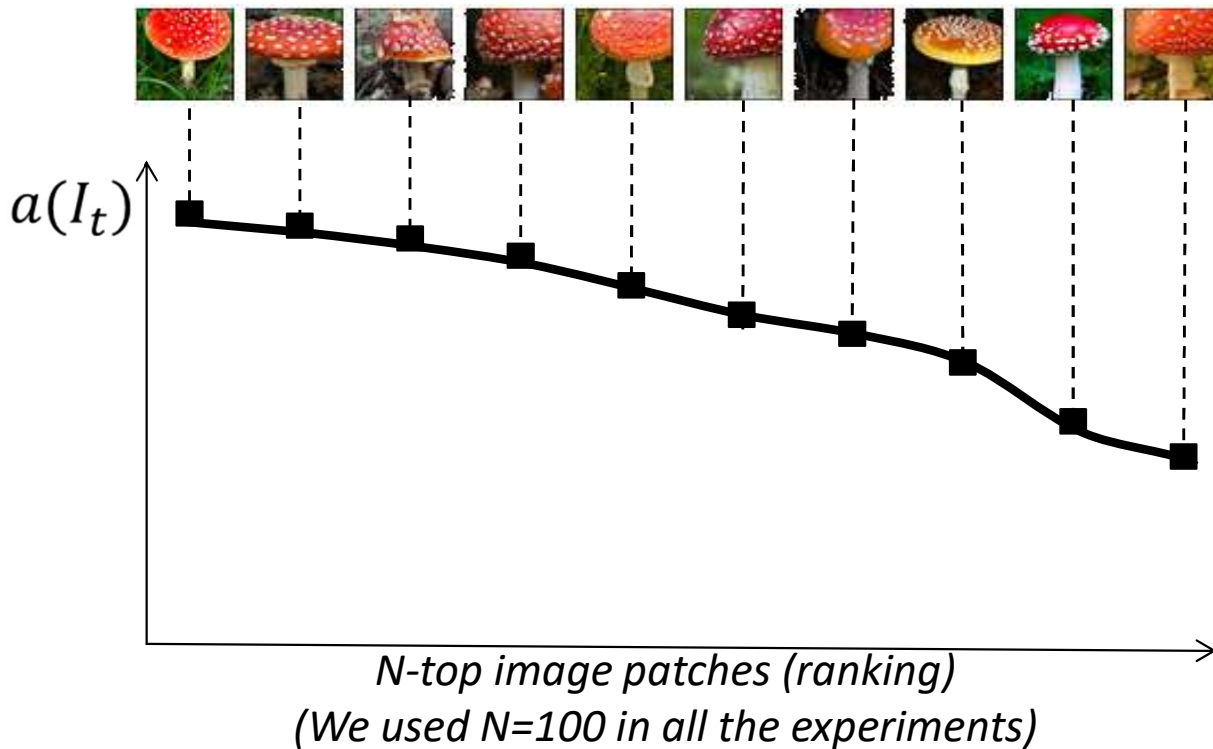 a(I_t)
N-top image patches (ranking)
(We used N=100 in all the experiments)